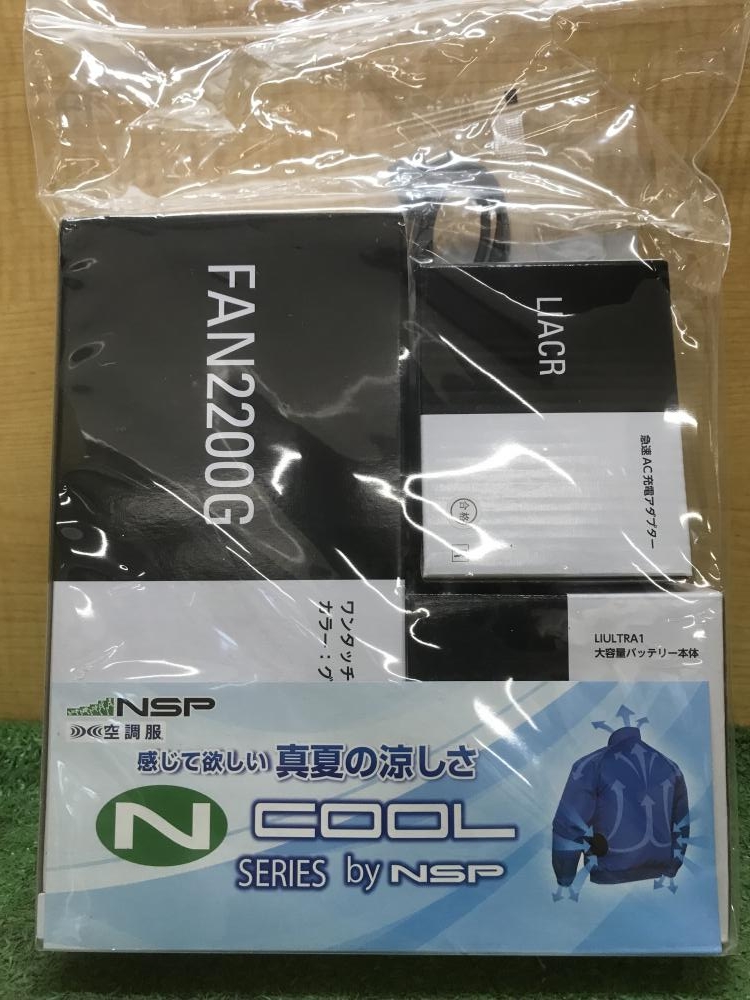 FAN2200G
ワンタッチ
カラー：グ
LIACR
急速AC充電アダプター
合格
LIULTRA1
大容量バッテリー本体
NSP
空調服
感じて欲しい 真夏の涼しさ
N COOL
SERIES by NSP